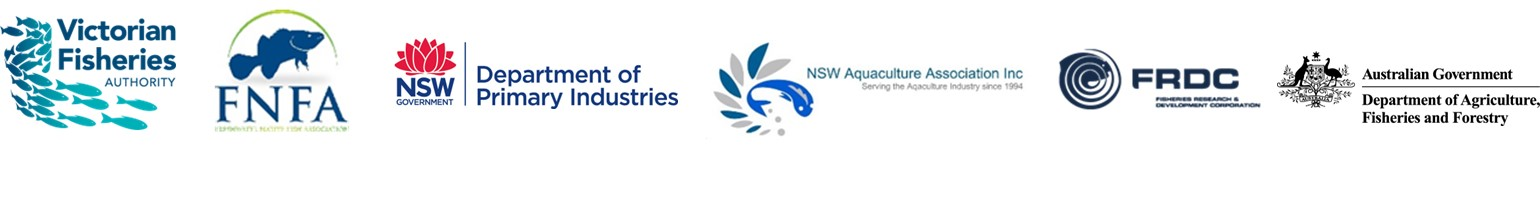 Victorian
Fisheries
AUTHORITY
FNFA
NSW
GOVERNMENT
Department of
Primary Industries
NSW Aquaculture Association Inc
Serving the Aqaculture Industry since 1994
FRDC
FISHERIES RESEARCH &
DEVELOPMENT CORPORATION
Australian Government
Department of Agriculture,
Fisheries and Forestry